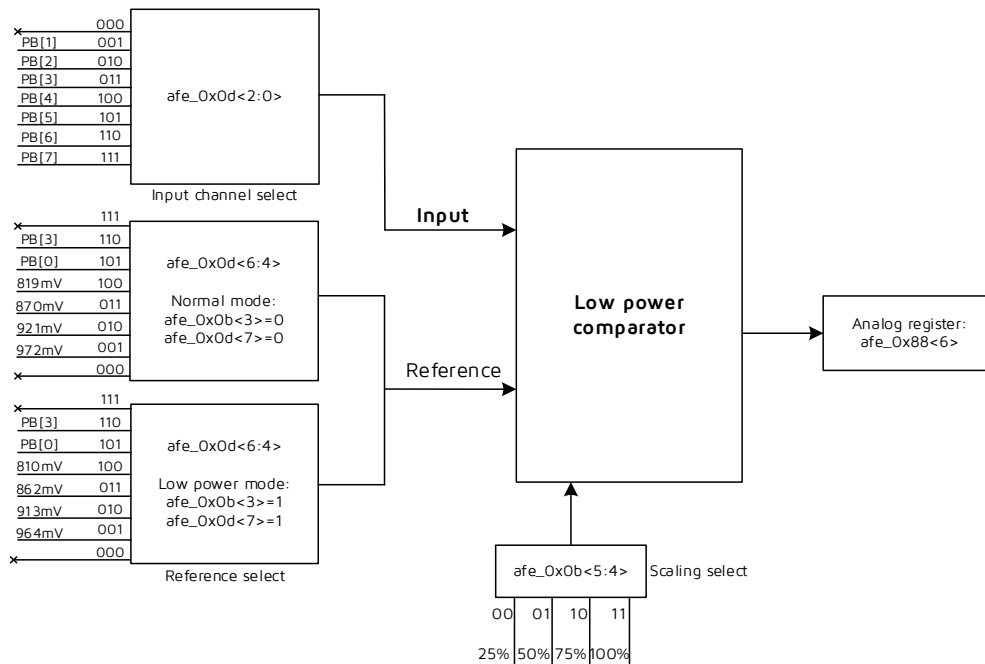 000
PB[1] 001
PB[2] 010
PB[3] 011
PB[4] 100
PB[5] 101
PB[6] 110
PB[7] 111
afe_0x0d<2:0>
Input channel select
111
PB[3] 110
PB[0] 101
819mV 100
870mV 011
921mV 010
972mV 001
000
afe_0x0d<6:4>
Normal mode:
afe_0x0b<3>=0
afe_0x0d<7>=0
111
PB[3] 110
PB[0] 101
810mV 100
862mV 011
913mV 010
964mV 001
000
afe_0x0d<6:4>
Low power mode:
afe_0x0b<3>=1
afe_0x0d<7>=1
Reference select
Input
Reference
Low power
comparator
Analog register:
afe_0x88<6>
afe_0x0b<5:4>
Scaling select
00 01 10 11
25% 50% 75% 100%